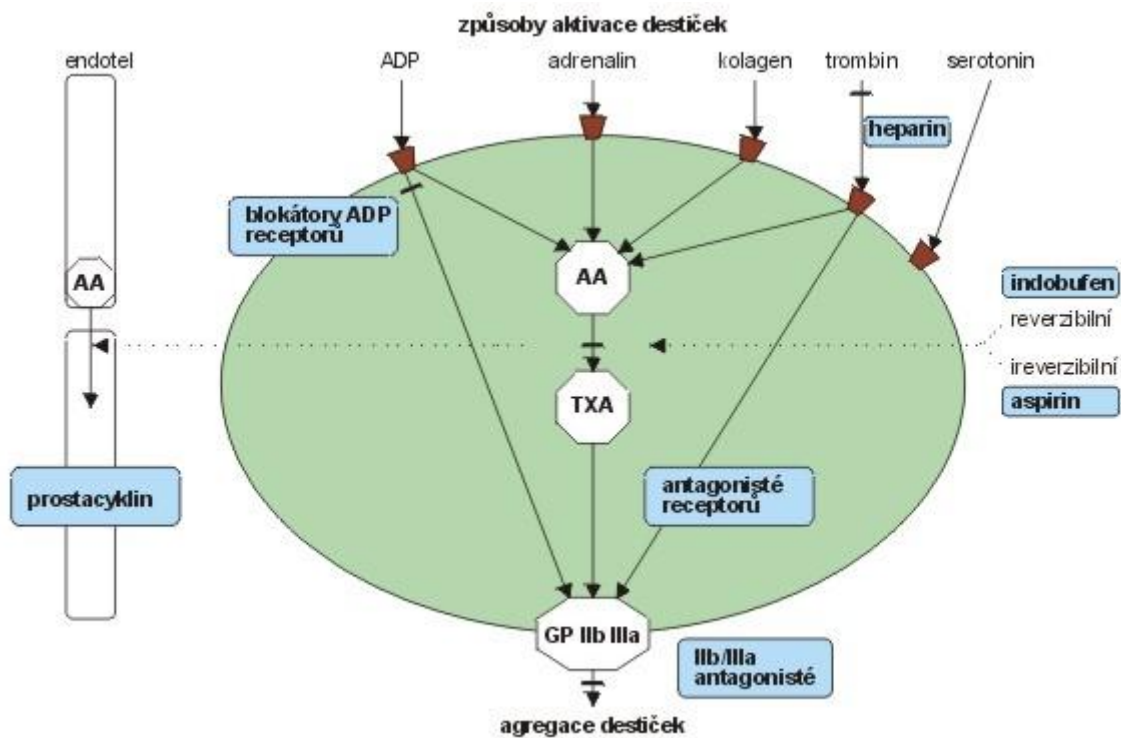 způsoby aktivace destiček
endotel
ADP
adrenalin
kolagen
trombin
serotonin
heparin
blokátory ADP
receptorů
AA
AA
indobufen
reverzibilní
ireverzibilní
aspirin
TXA
prostacyklin
antagonisté
receptorů
GP IIb IIIa
IIb/IIIa
antagonisté
agregace destiček